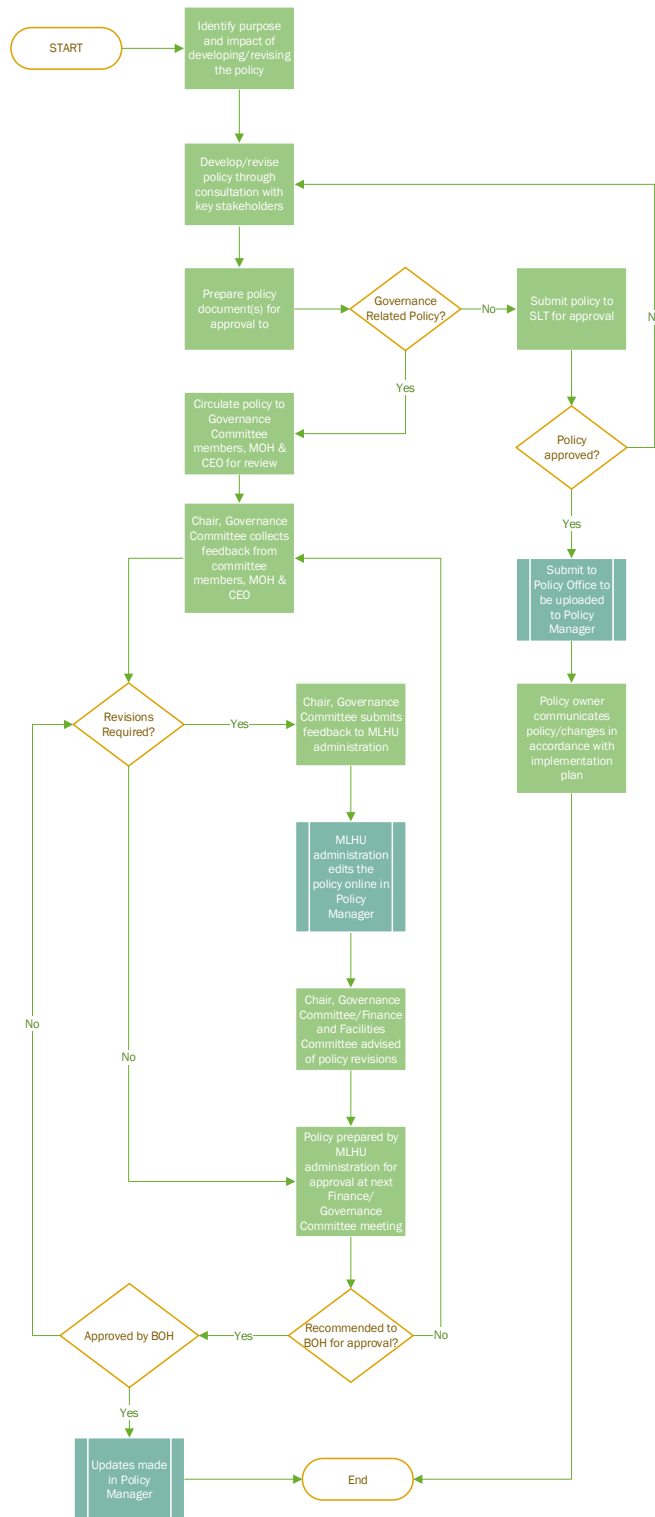 START
Identify purpose
and impact of
developing/revising
the policy
Develop/revise
policy through
consultation with
key stakeholders
Prepare policy
document(s) for
approval to
Governance
Related Policy?
No
Submit policy to
SLT for approval
N
Yes
Circulate policy to
Governance
Committee
members, MOH &
CEO for review
Policy
approved?
Chair, Governance
Committee collects
feedback from
committee
members, MOH &
CEO
Yes
Submit to
Policy Office to
be uploaded
to Policy
Manager
Revisions
Required?
Yes
Chair, Governance
Committee submits
feedback to MLHU
administration
Policy owner
communicates
policy/changes in
accordance with
implementation
plan
MLHU
administration
edits the
policy online in
Policy
Manager
Chair, Governance
Committee/Finance
and Facilities
Committee advised
of policy revisions
No
No
Policy prepared by
MLHU
administration for
approval at next
Finance/
Governance
Committee meeting
Approved by BOH
Yes
Recommended to
BOH for approval?
No
Yes
Updates made
in Policy
Manager
End